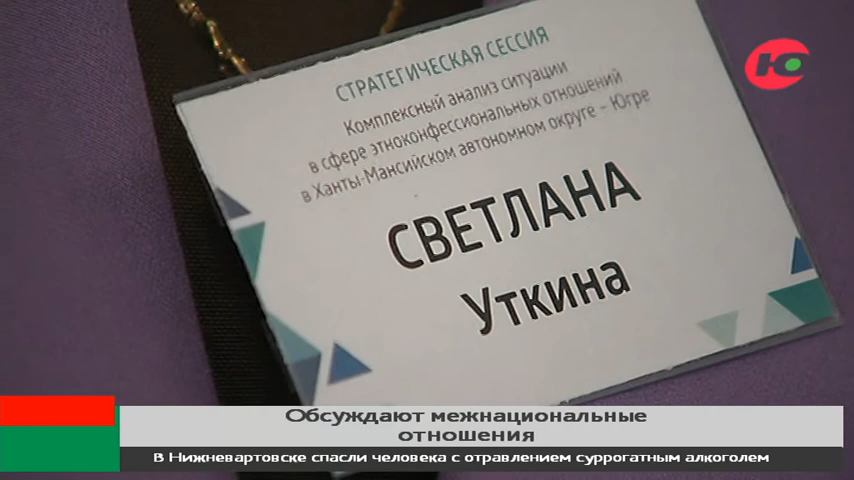 СТРАТЕГИЧЕСКАЯ СЕССИЯ
Комплексный анализ ситуации
в сфере этноконфессиональных отношений
в Ханты-Мансийском автономном округе – Югре
СВЕТЛАНА
Уткина
Ю
Обсуждают межнациональные
отношения
В Нижневартовске спасли человека с отравлением суррогатным алкоголем